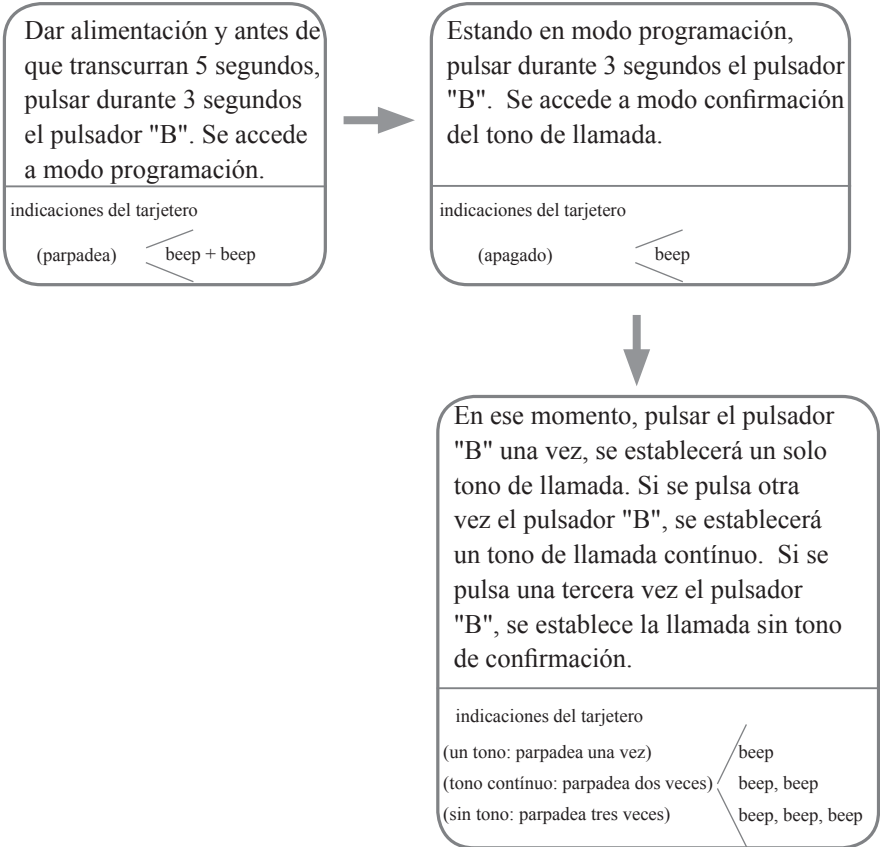 Dar alimentación y antes de
que transcurran 5 segundos,
pulsar durante 3 segundos
el pulsador "B". Se accede
a modo programación.
indicaciones del tarjetero
(parpadea) beep + beep
Estando en modo programación,
pulsar durante 3 segundos el pulsador
"B". Se accede a modo confirmación
del tono de llamada.
indicaciones del tarjetero
(apagado) beep
En ese momento, pulsar el pulsador
"B" una vez, se establecerá un solo
tono de llamada. Si se pulsa otra
vez el pulsador "B", se establecerá
un tono de llamada contínuo. Si se
pulsa una tercera vez el pulsador
"B", se establece la llamada sin tono
de confirmación.
indicaciones del tarjetero
(un tono: parpadea una vez) beep
(tono contínuo: parpadea dos veces) beep, beep
(sin tono: parpadea tres veces) beep, beep, beep